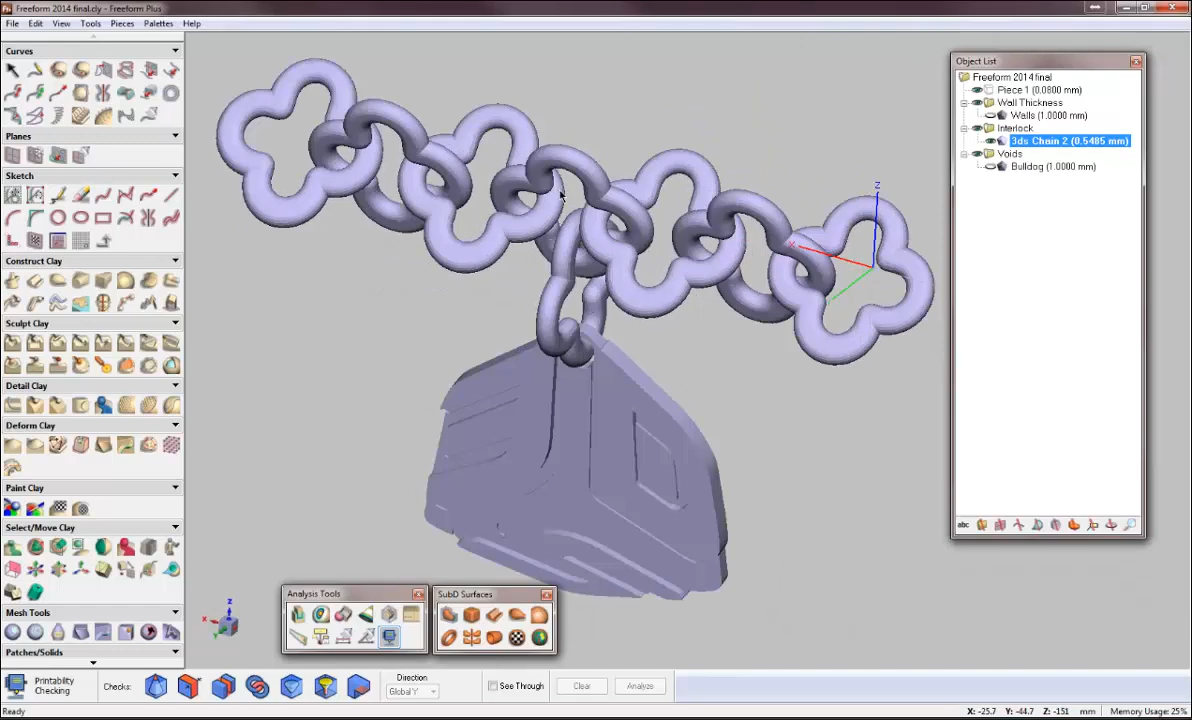 Freeform 2014 final.cly - Freeform Plus
File Edit View Tools Pieces Palettes Help
Curves
Planes
Sketch
Construct Clay
Sculpt Clay
Detail Clay
Deform Clay
Paint Clay
Select/Move Clay
Mesh Tools
Patches/Solids
Object List
Freeform 2014 final
Piece 1 (0.0800 mm)
Wall Thickness
Walls (1.0000 mm)
Interlock
3ds Chain 2 (0.5485 mm)
Voids
Bulldog (1.0000 mm)
abc
z
x
z
x
y
Analysis Tools
SubD Surfaces
Printability
Checking
Checks:
Direction
Global Y
See Through
Clear
Analyze
Ready
X: -25.7 Y: -44.7 Z: -151 mm Memory Usage: 25%